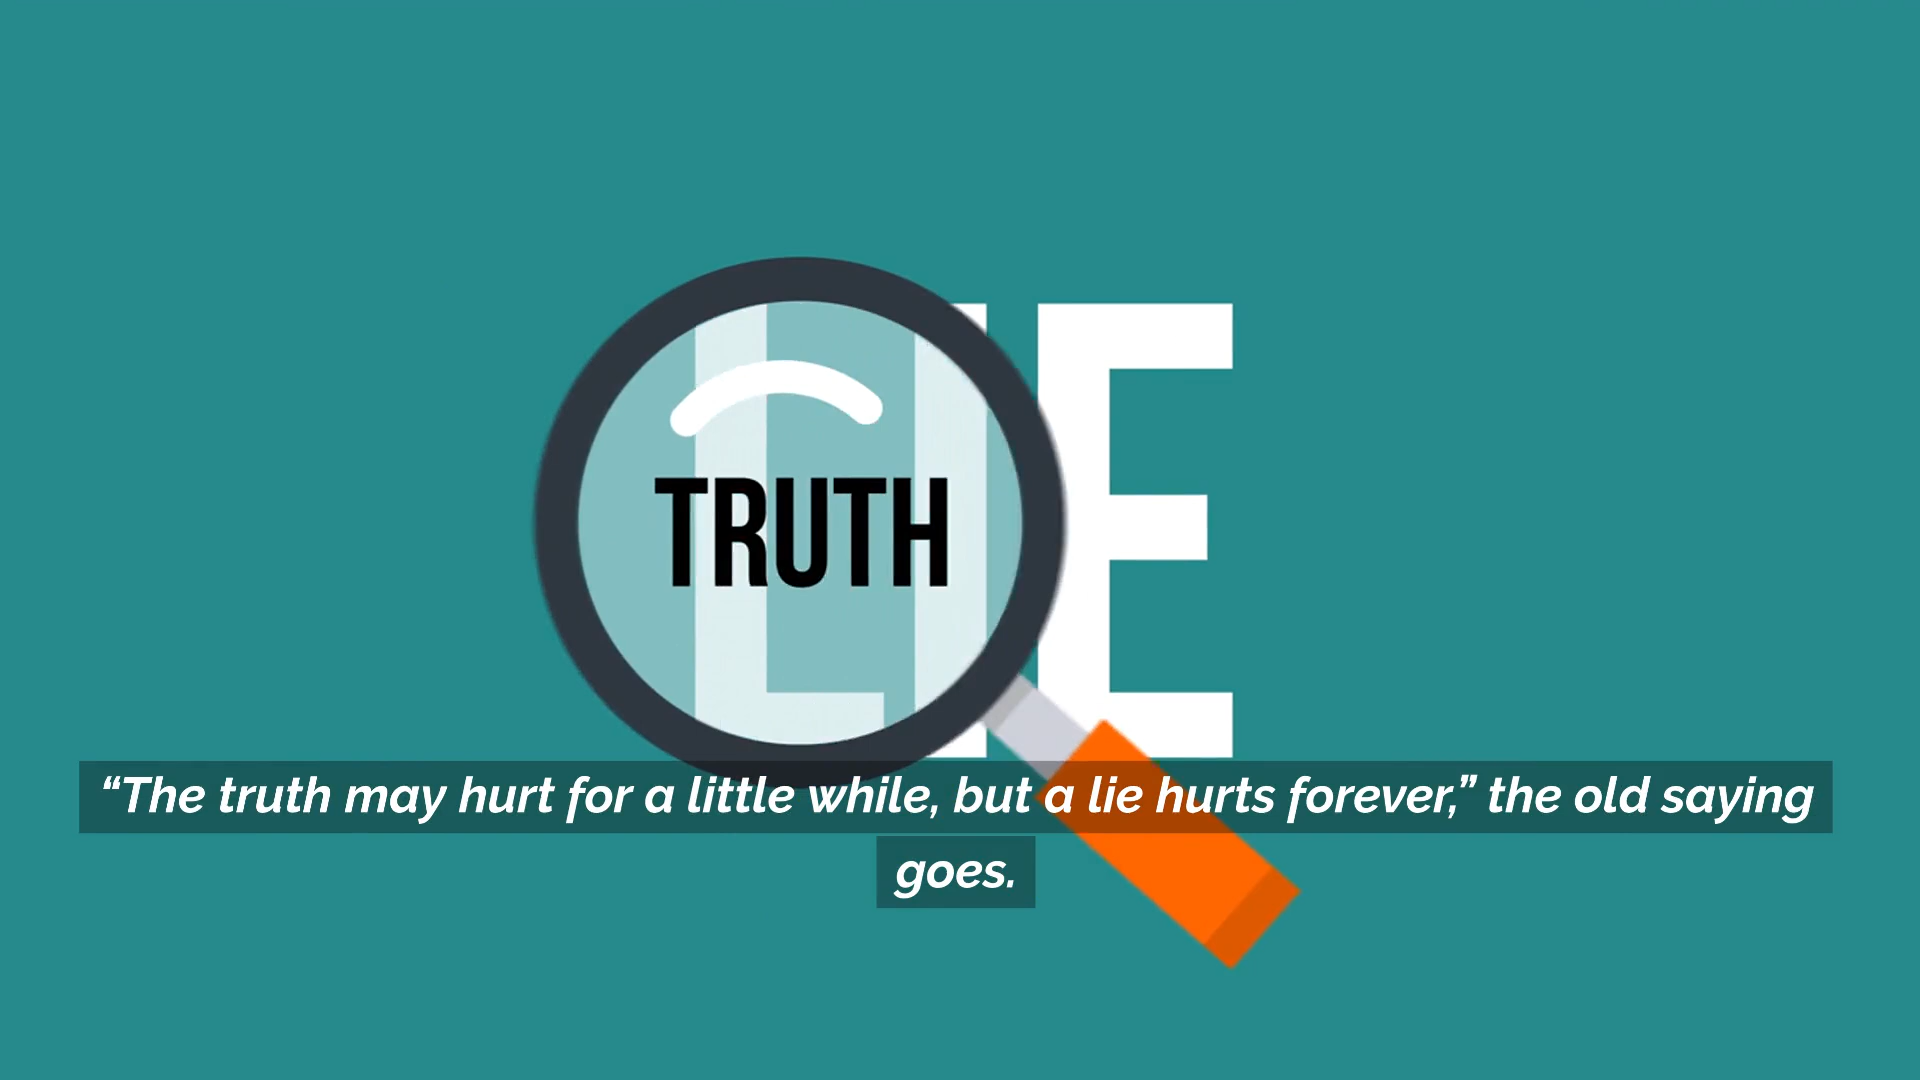 LIE
TRUTH
“The truth may hurt for a little while, but a lie hurts forever,” the old saying
goes.